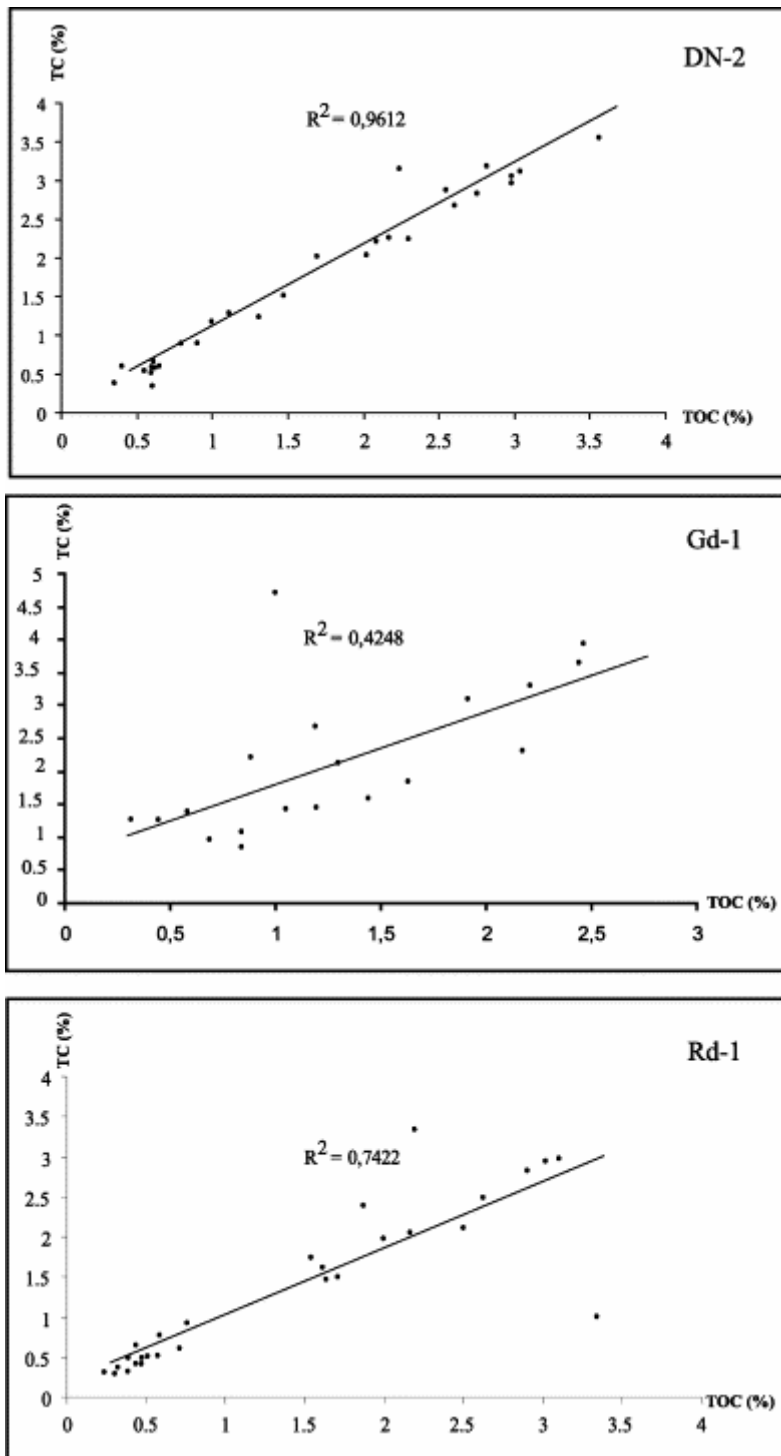 TC (%)
DN-2
R² = 0,9612
4
3.5
3
2.5
2
1.5
1
0.5
0
TOC (%)
0 0.5 1 1.5 2 2.5 3 3.5 4
TC (%)
Gd-1
R² = 0,4248
5
4.5
4
3.5
3
2.5
2
1.5
1
0.5
0
TOC (%)
0 0,5 1 1,5 2 2,5 3
TC (%)
Rd-1
R² = 0,7422
4
3.5
3
2.5
2
1.5
1
0.5
0
TOC (%)
0 0.5 1 1.5 2 2.5 3 3.5 4